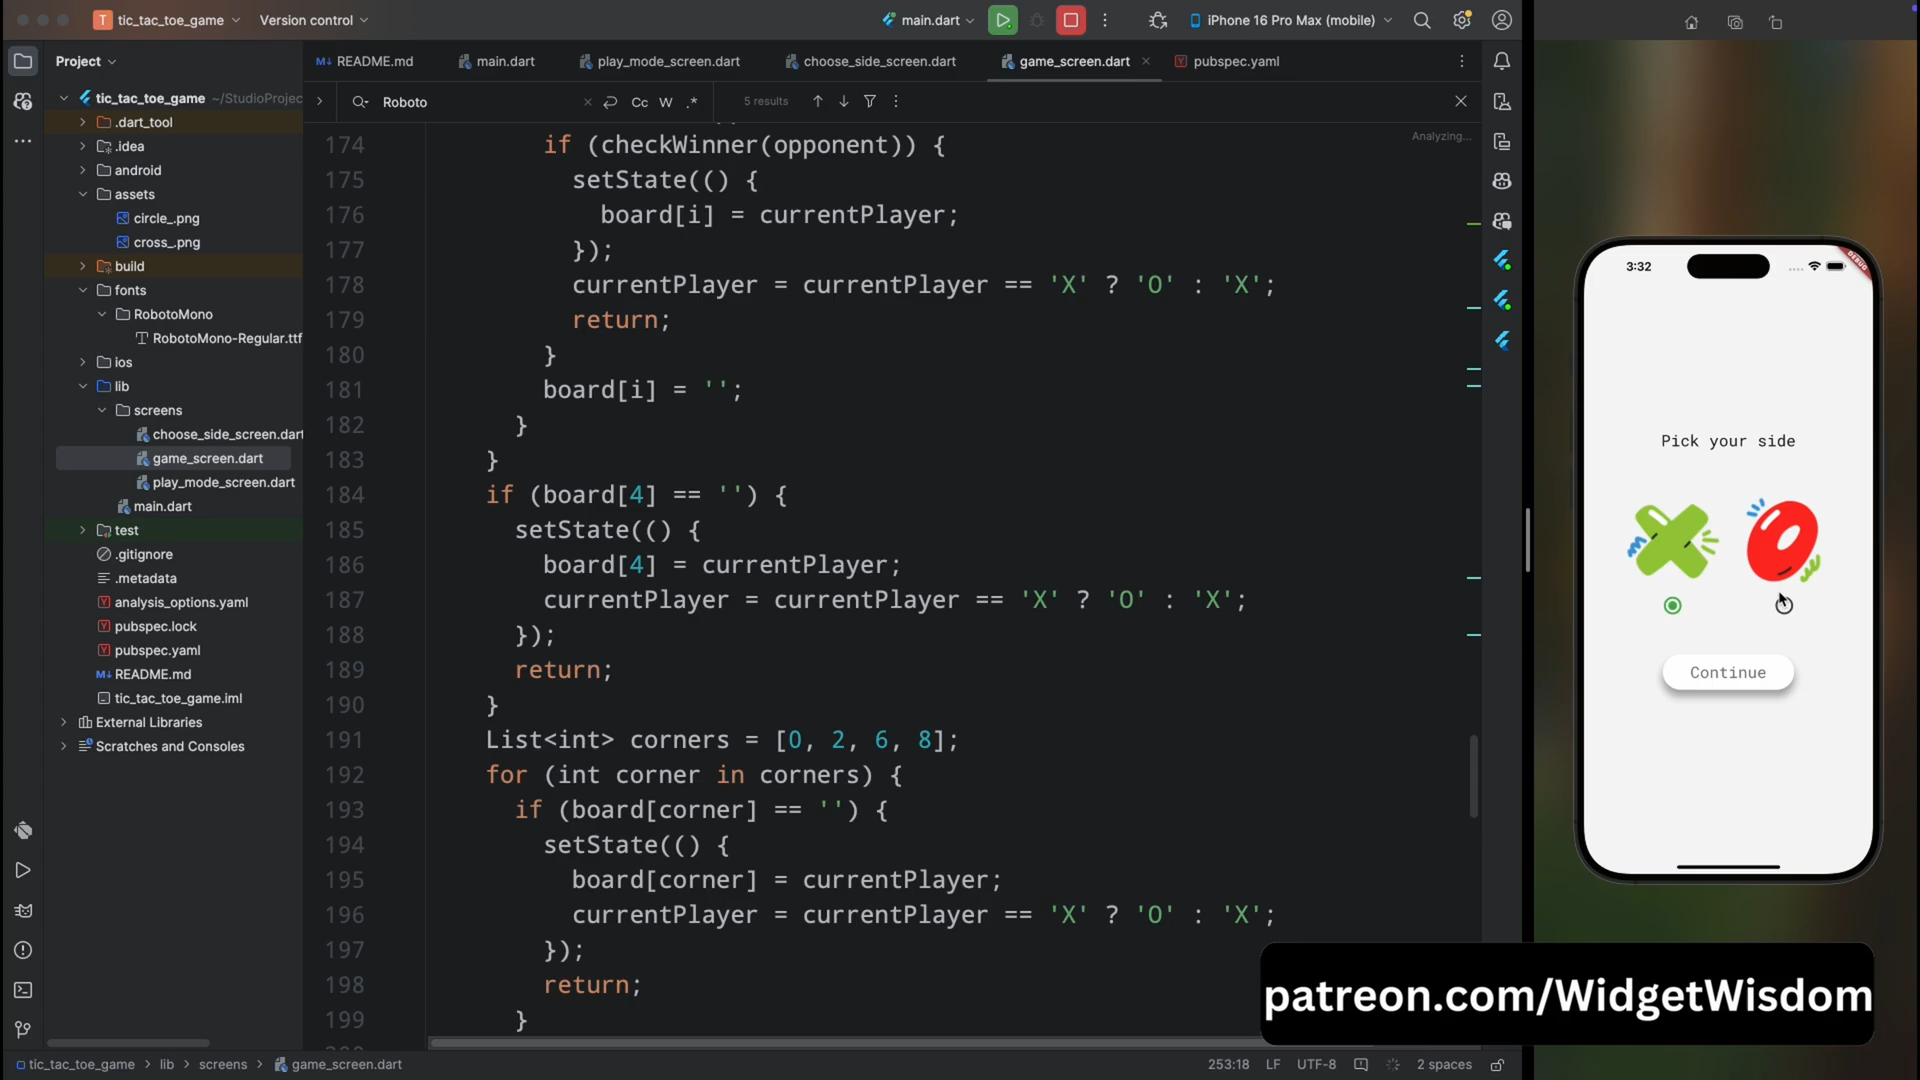 T tic_tac_toe_game
Version control
main.dart
iPhone 16 Pro Max (mobile)
Project
README.md
main.dart
play_mode_screen.dart
choose_side_screen.dart
game_screen.dart
pubspec.yaml
Roboto
Cc W .*
5 results
Analyzing...
tic_tac_toe_game ~/StudioProjec
.dart_tool
.idea
android
assets
circle_.png
cross_.png
build
fonts
RobotoMono
RobotoMono-Regular.ttf
ios
lib
screens
choose_side_screen.dart
game_screen.dart
play_mode_screen.dart
main.dart
test
.gitignore
.metadata
analysis_options.yaml
pubspec.lock
pubspec.yaml
README.md
tic_tac_toe_game.iml
External Libraries
Scratches and Consoles
174 if (checkWinner(opponent)) {
175 setState(() {
176 board[i] = currentPlayer;
177 });
178 currentPlayer = currentPlayer == 'X' ? 'O' : 'X';
179 return;
180 }
181 board[i] = '';
182 }
183 }
184 if (board[4] == '') {
185 setState(() {
186 board[4] = currentPlayer;
187 currentPlayer = currentPlayer == 'X' ? 'O' : 'X';
188 });
189 return;
190 }
191 List<int> corners = [0, 2, 6, 8];
192 for (int corner in corners) {
193 if (board[corner] == '') {
194 setState(() {
195 board[corner] = currentPlayer;
196 currentPlayer = currentPlayer == 'X' ? 'O' : 'X';
197 });
198 return;
199 }
3:32
DEBUG
Pick your side
Continue
patreon.com/WidgetWisdom
tic_tac_toe_game > lib > screens > game_screen.dart
253:18 LF UTF-8 2 spaces